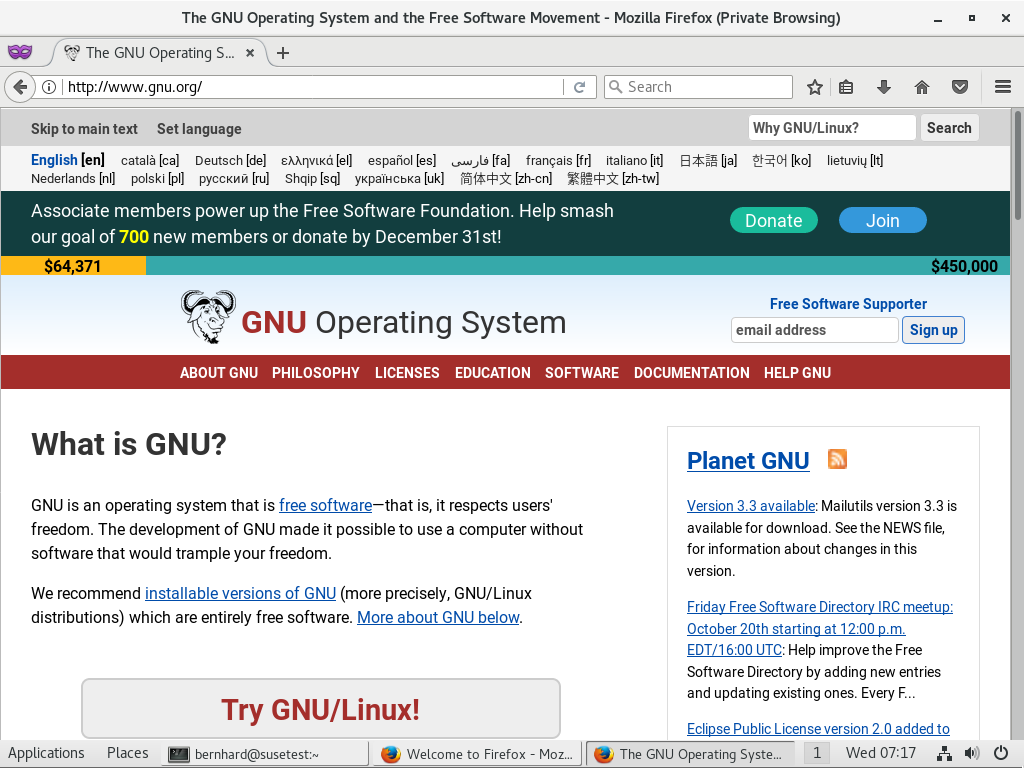 The GNU Operating System and the Free Software Movement - Mozilla Firefox (Private Browsing)
The GNU Operating S...
http://www.gnu.org/
Search
Skip to main text Set language Why GNU/Linux? Search
English [en] català [ca] Deutsch [de] ελληνικά [el] español [es] فارسی [fa] français [fr] italiano [it] 日本語 [ja] 한국어 [ko] lietuvių [lt]
Nederlands [nl] polski [pl] русский [ru] Shqip [sq] українська [uk] 简体中文 [zh-cn] 繁體中文 [zh-tw]
Associate members power up the Free Software Foundation. Help smash
our goal of 700 new members or donate by December 31st!
Donate Join
$64,371 $450,000
GNU Operating System
Free Software Supporter
email address Sign up
ABOUT GNU PHILOSOPHY LICENSES EDUCATION SOFTWARE DOCUMENTATION HELP GNU
What is GNU?
GNU is an operating system that is free software—that is, it respects users'
freedom. The development of GNU made it possible to use a computer without
software that would trample your freedom.
We recommend installable versions of GNU (more precisely, GNU/Linux
distributions) which are entirely free software. More about GNU below.
Try GNU/Linux!
Planet GNU
Version 3.3 available: Mailutils version 3.3 is
available for download. See the NEWS file,
for information about changes in this
version.
Friday Free Software Directory IRC meetup:
October 20th starting at 12:00 p.m.
EDT/16:00 UTC: Help improve the Free
Software Directory by adding new entries
and updating existing ones. Every F...
Eclipse Public License version 2.0 added to
Applications Places bernhard@susetest:~ Welcome to Firefox - Moz... The GNU Operating Syste... 1 Wed 07:17